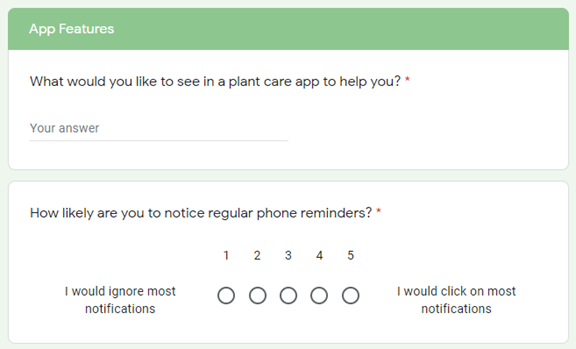 App Features
What would you like to see in a plant care app to help you? *
Your answer
How likely are you to notice regular phone reminders? *
1 2 3 4 5
I would ignore most
notifications
I would click on most
notifications